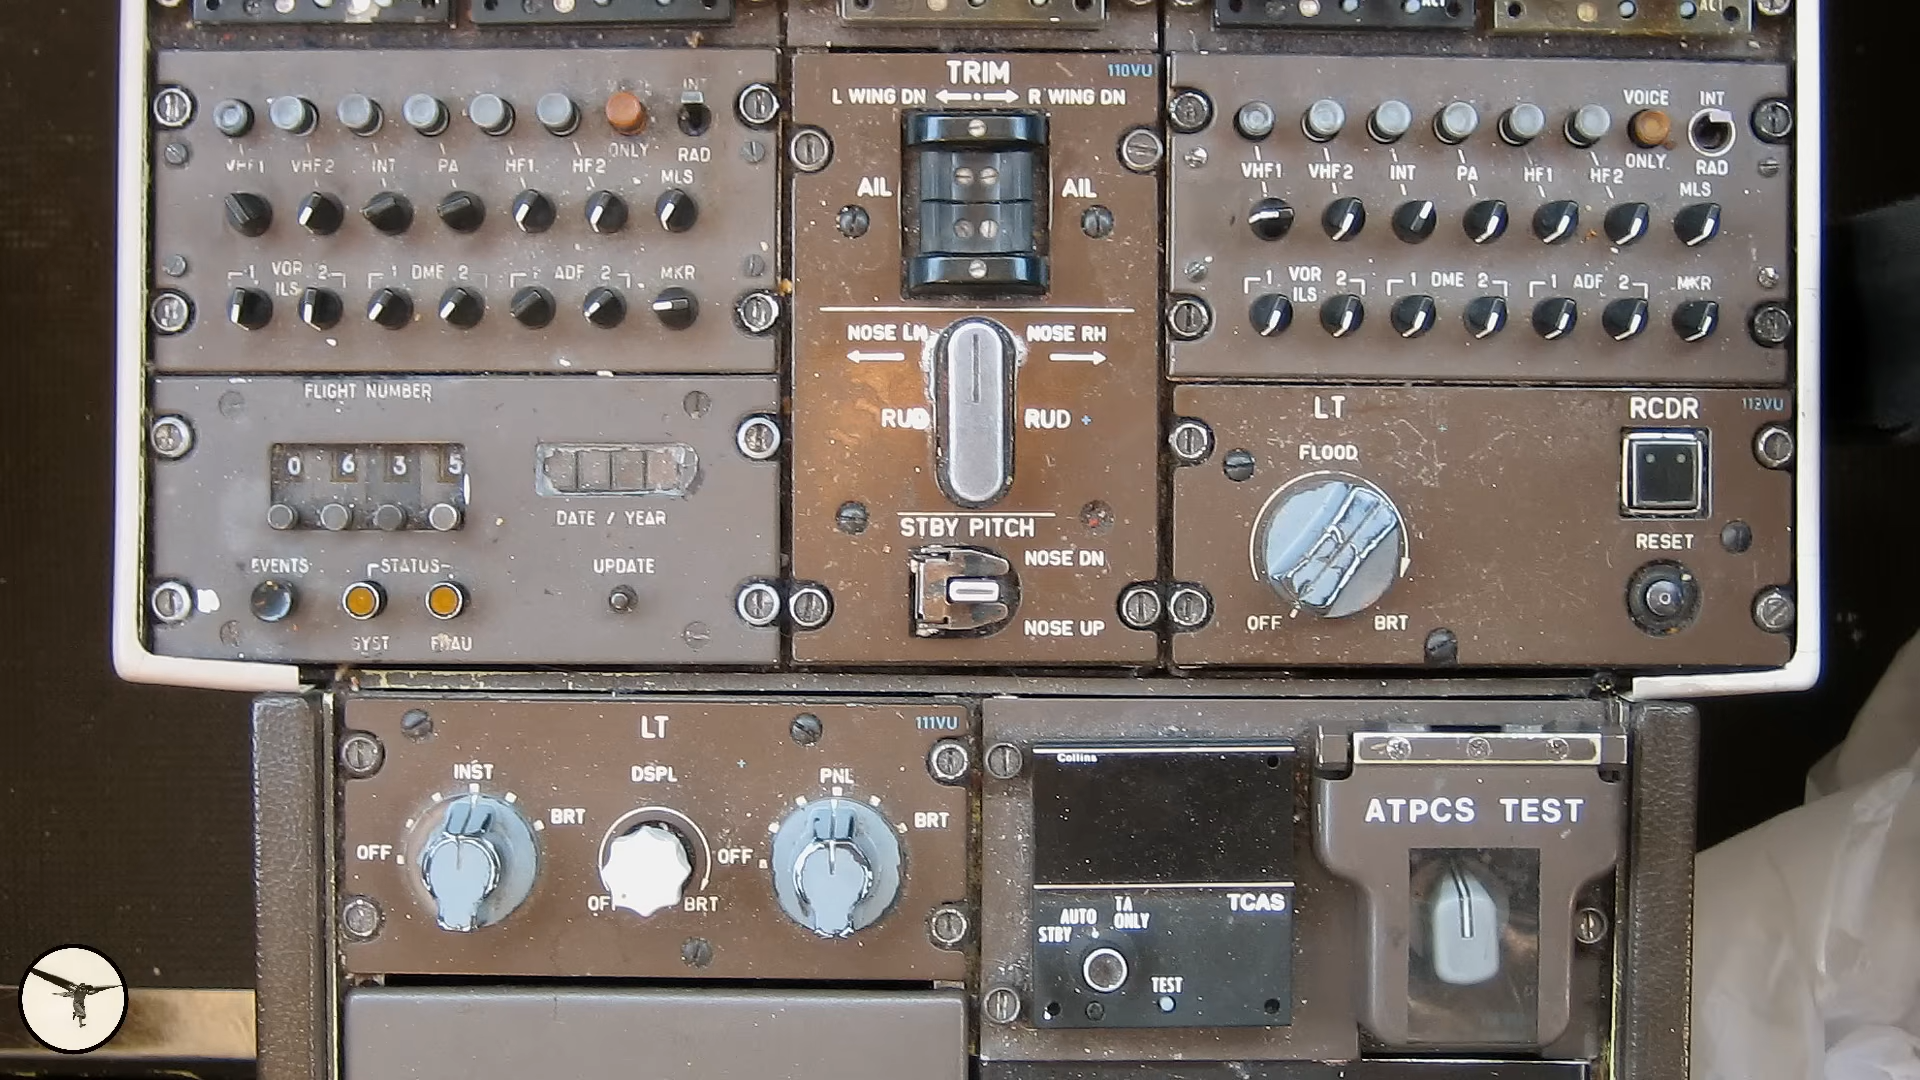 ACT
ACT
INT
ONLY
RAD
VHF1 VHF2 INT PA HF1 HF2
MLS
1 VOR 2
ILS
1 DME 2
ADF 2
MKR
TRIM
110VU
L WING DN R WING DN
AIL AIL
NOSE LH NOSE RH
RUD RUD
STBY PITCH
NOSE DN
NOSE UP
VOICE
ONLY
INT
RAD
VHF1 VHF2 INT PA HF1 HF2
MLS
1 VOR 2
ILS
1 DME 2
1 ADF 2
MKR
FLIGHT NUMBER
0 6 3 5
DATE / YEAR
EVENTS
STATUS
UPDATE
SYST
FDAU
LT
FLOOD
OFF BRT
RCDR
112VU
RESET
LT
111VU
INST
OFF BRT
DSPL
OFF BRT
PNL
OFF BRT
Collins
TCAS
STBY AUTO TA
ONLY
TEST
ATPCS TEST